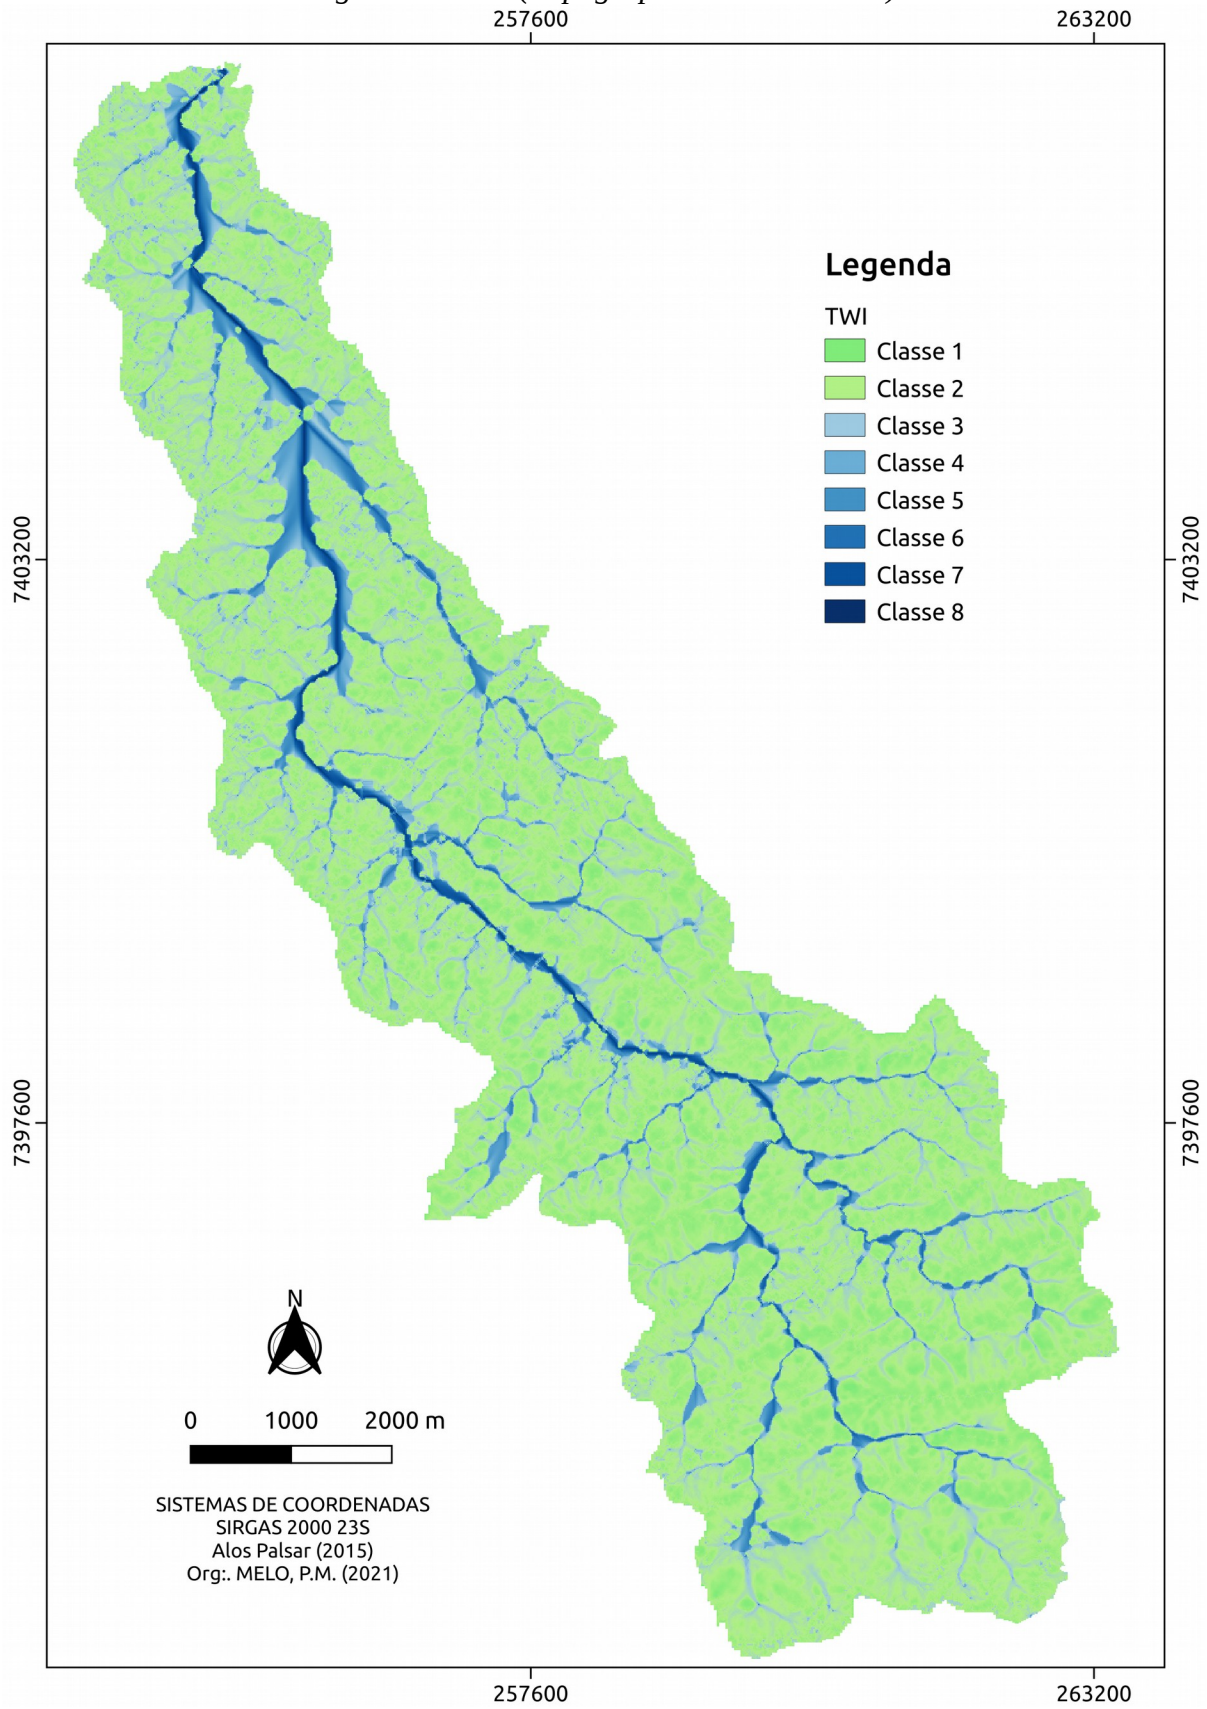 257600 263200
Legenda
TWI
Classe 1
Classe 2
Classe 3
Classe 4
Classe 5
Classe 6
Classe 7
Classe 8
7403200 7403200
7397600 7397600
N
0 1000 2000 m
SISTEMAS DE COORDENADAS
SIRGAS 2000 23S
Alos Palsar (2015)
Org:. MELO, P.M. (2021)
257600 263200